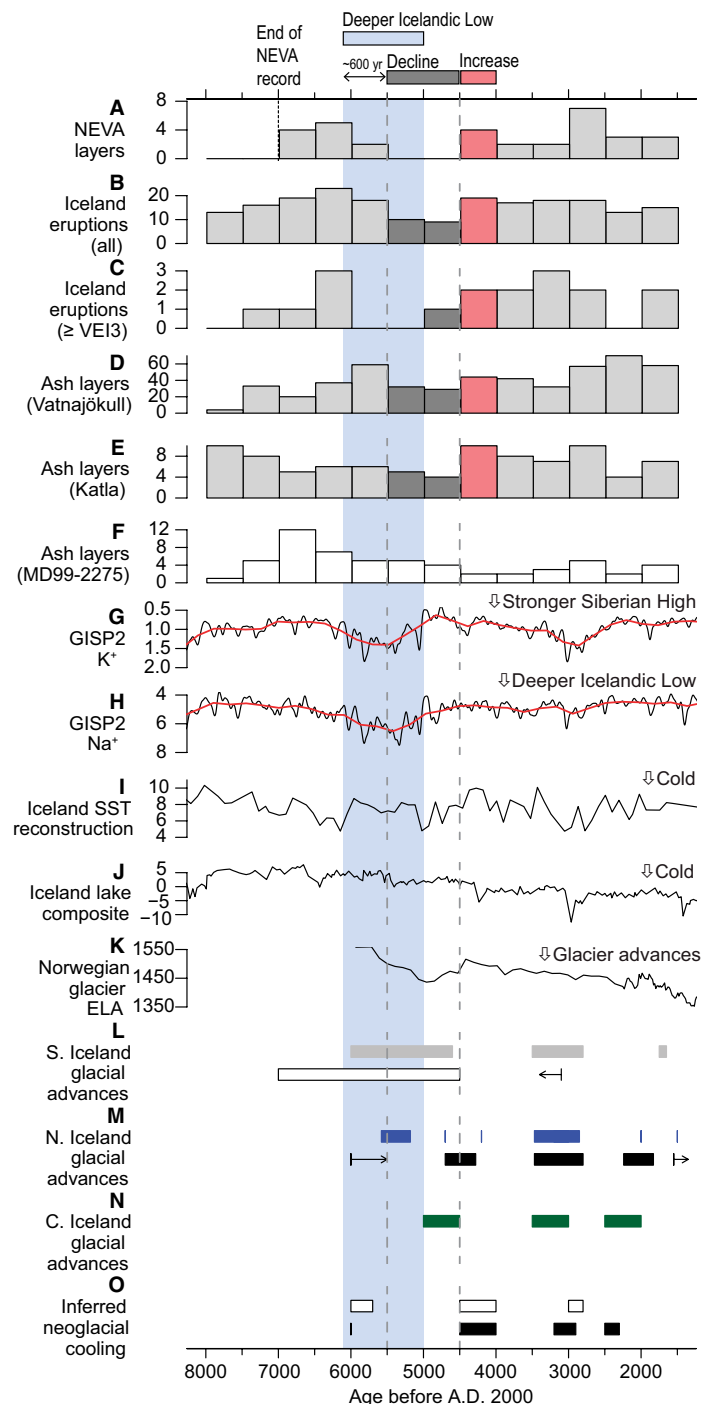 Deeper Icelandic Low
End of
NEVA
record
~600 yr
Decline
Increase
A
NEVA
layers
8
4
0
B
Iceland
eruptions
(all)
20
10
0
C
Iceland
eruptions
(≥ VEI3)
3
2
1
0
D
Ash layers
(Vatnajökull)
60
40
20
0
E
Ash layers
(Katla)
8
4
0
F
Ash layers
(MD99-2275)
12
8
4
0
G
GISP2
K⁺
0.5
1.0
1.5
2.0
⇩Stronger Siberian High
H
GISP2
Na⁺
4
6
8
⇩Deeper Icelandic Low
I
Iceland SST
reconstruction
10
8
6
4
⇩Cold
J
Iceland lake
composite
5
0
−5
−10
⇩Cold
K
Norwegian
glacier
ELA
1550
1450
1350
⇩Glacier advances
L
S. Iceland
glacial
advances
M
N. Iceland
glacial
advances
N
C. Iceland
glacial
advances
O
Inferred
neoglacial
cooling
8000 7000 6000 5000 4000 3000 2000
Age before A.D. 2000